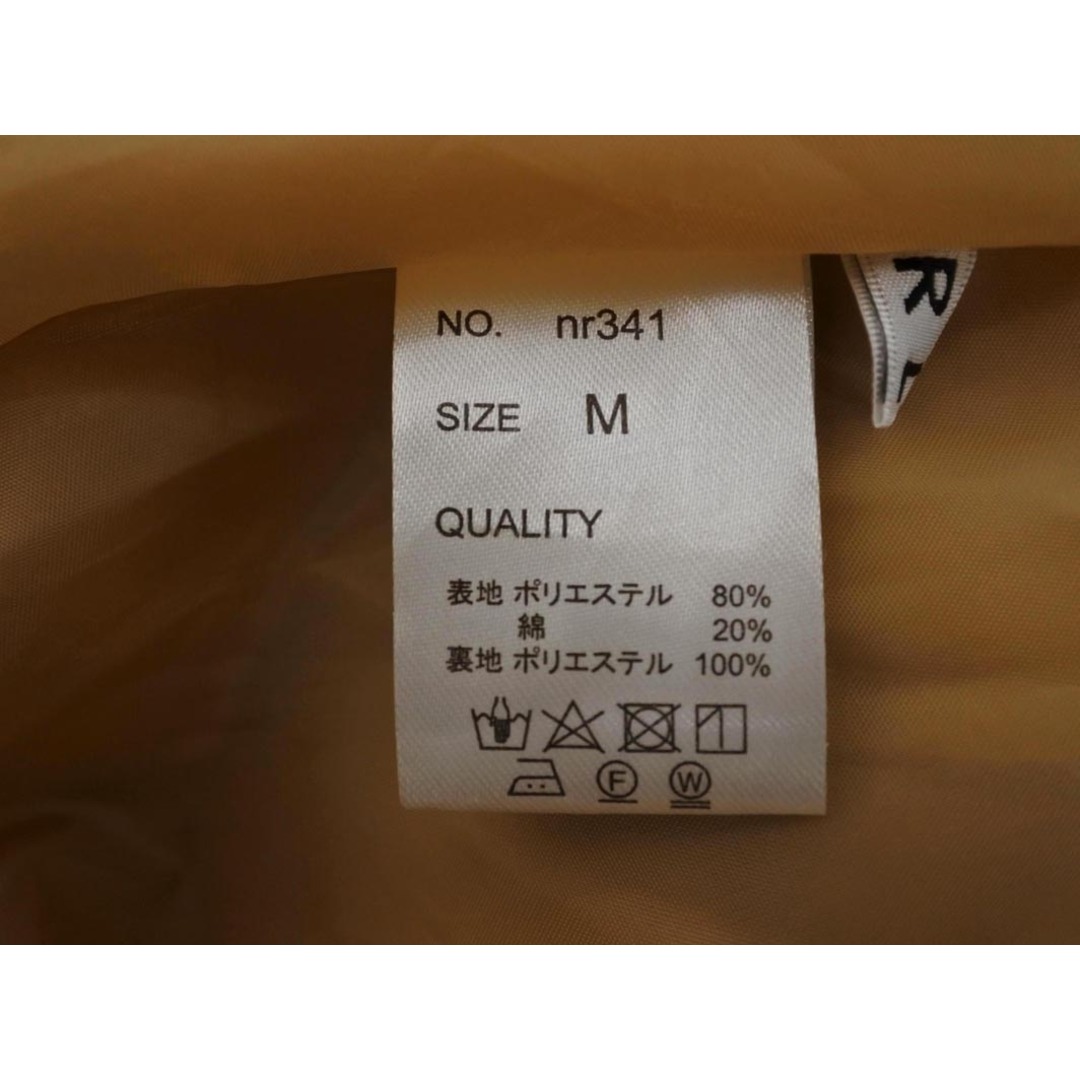 NO. nr341
SIZE M
QUALITY
表地 ポリエステル 80%
綿 20%
裏地 ポリエステル 100%
F W
R